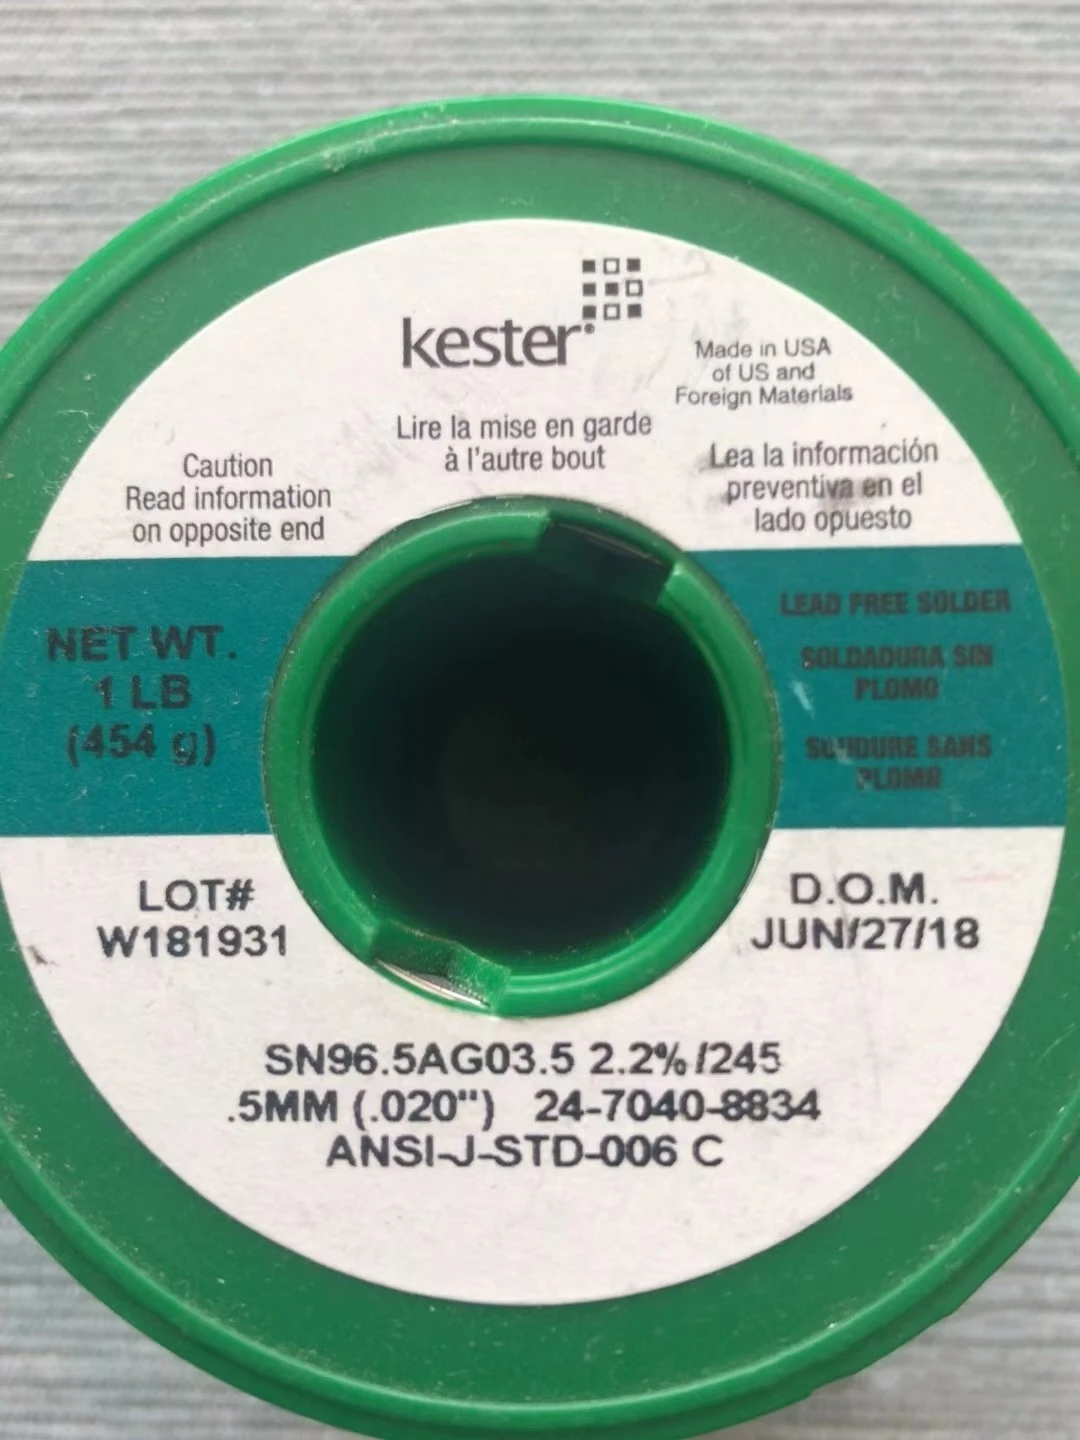 kester®
Made in USA
of US and
Foreign Materials
Lire la mise en garde
à l'autre bout
Caution
Read information
on opposite end
Lea la información
preventiva en el
lado opuesto
NET WT.
1 LB
(454 g)
LEAD FREE SOLDER
SOLDADURA SIN
PLOMO
SOUDURE SANS
PLOMB
LOT#
W181931
D.O.M.
JUN/27/18
SN96.5AG03.5 2.2% /245
.5MM (.020") 24-7040-8834
ANSI-J-STD-006 C